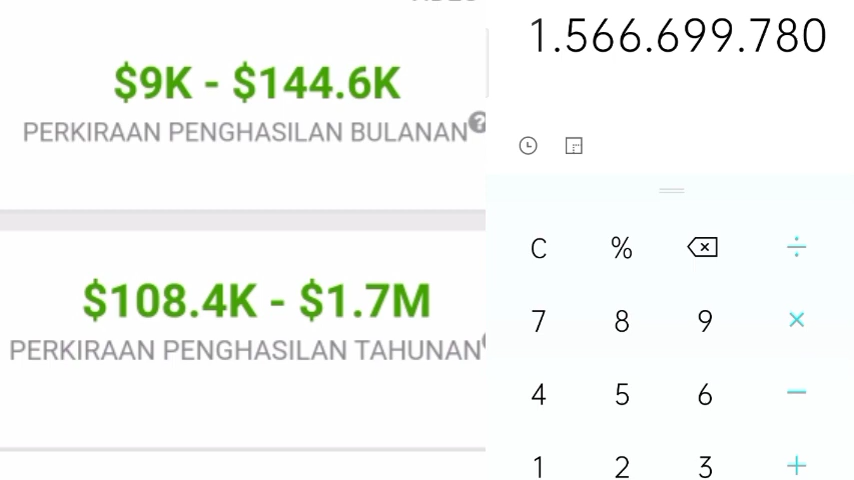 $9K - $144.6K
PERKIRAAN PENGHASILAN BULANAN?
$108.4K - $1.7M
PERKIRAAN PENGHASILAN TAHUNAN
1.566.699.780
C % ÷
7 8 9 ×
4 5 6 −
1 2 3 +